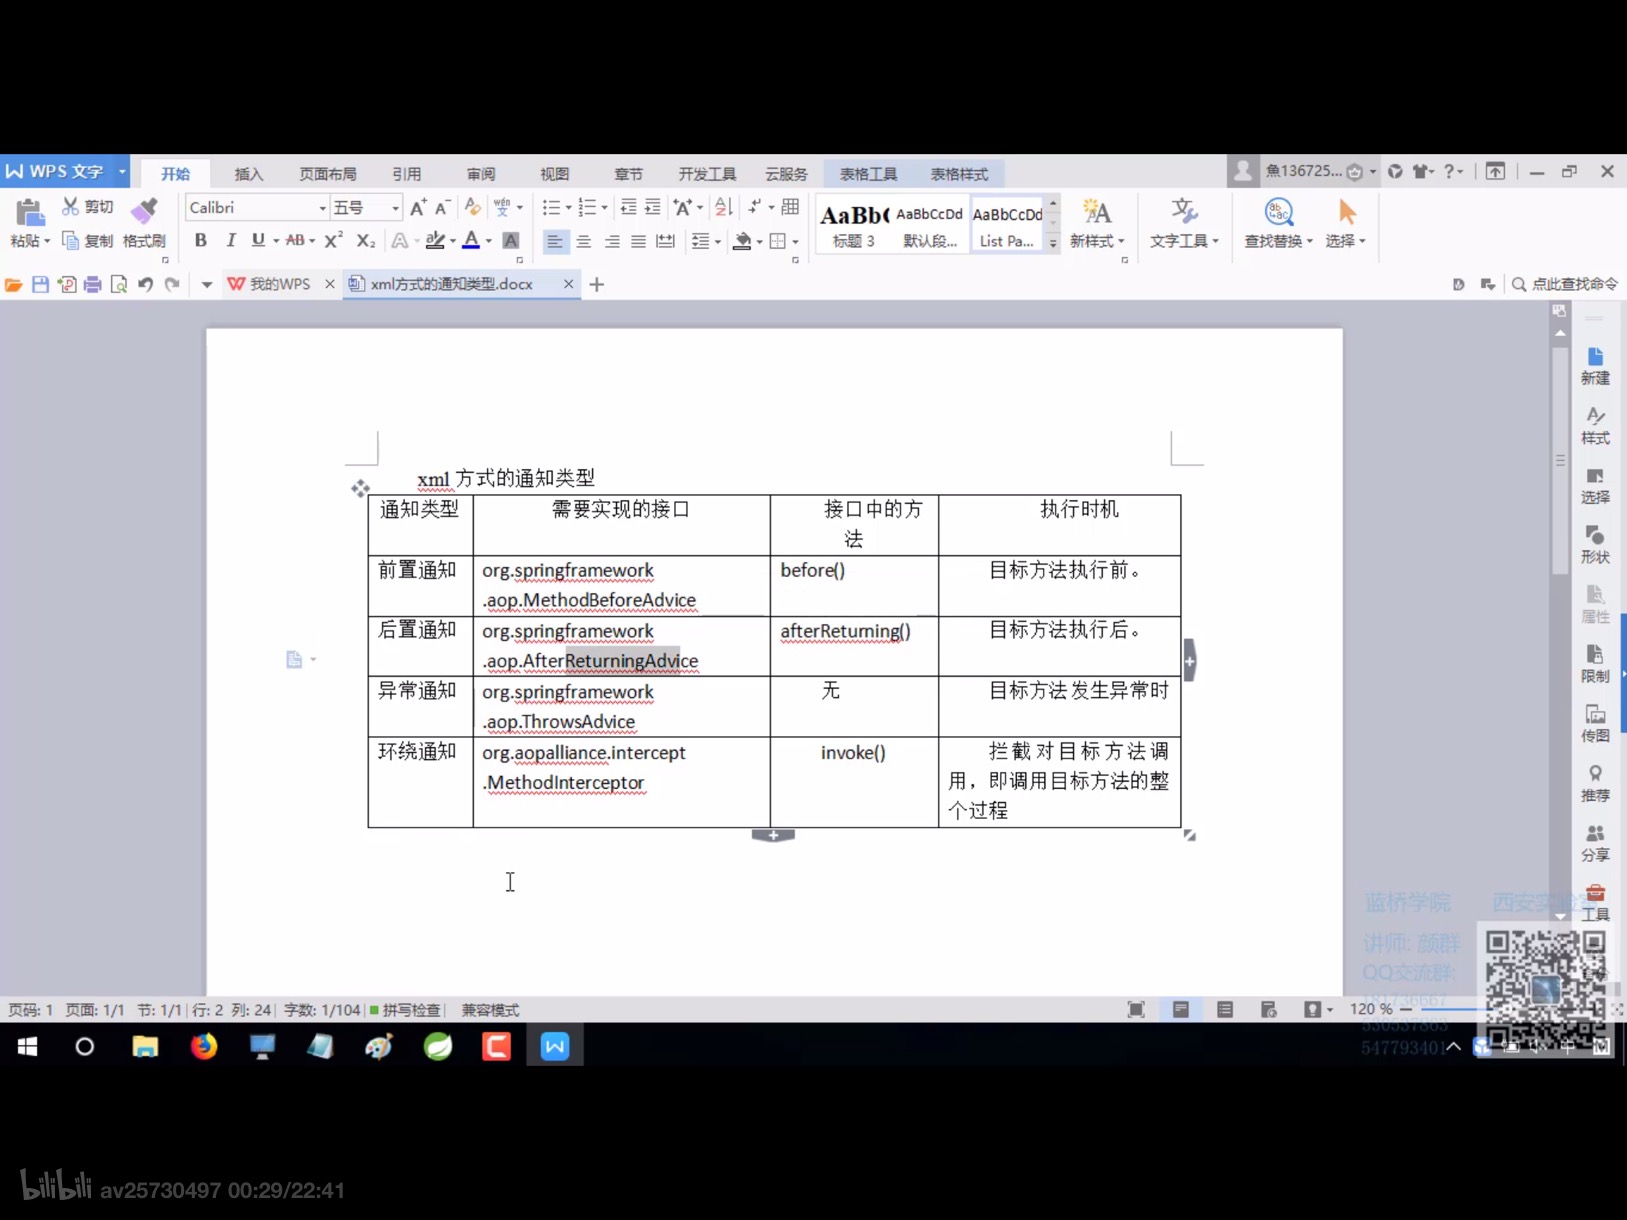 WPS 文字
开始
插入
页面布局
引用
审阅
视图
章节
开发工具
云服务
表格工具
表格样式
魚136725...
粘贴
剪切
复制
格式刷
Calibri
五号
AaBb(
标题 3
AaBbCcDd
默认段...
AaBbCcDd
List Pa...
新样式
文字工具
查找替换
选择
我的WPS
xml方式的通知类型.docx
点此查找命令
xml 方式的通知类型
通知类型
需要实现的接口
接口中的方
法
执行时机
前置通知
org.springframework
.aop.MethodBeforeAdvice
before()
目标方法执行前。
后置通知
org.springframework
.aop.AfterReturningAdvice
afterReturning()
目标方法执行后。
异常通知
org.springframework
.aop.ThrowsAdvice
无
目标方法发生异常时
环绕通知
org.aopalliance.intercept
.MethodInterceptor
invoke()
拦截对目标方法调
用，即调用目标方法的整
个过程
新建
样式
选择
形状
属性
限制
传图
推荐
分享
工具
蓝桥学院 西安实验室
讲师: 颜群
QQ交流群:
547793401
页码: 1 页面: 1/1 节: 1/1 行: 2 列: 24 字数: 1/104 拼写检查 兼容模式
120 %
bilibili av25730497 00:29/22:41